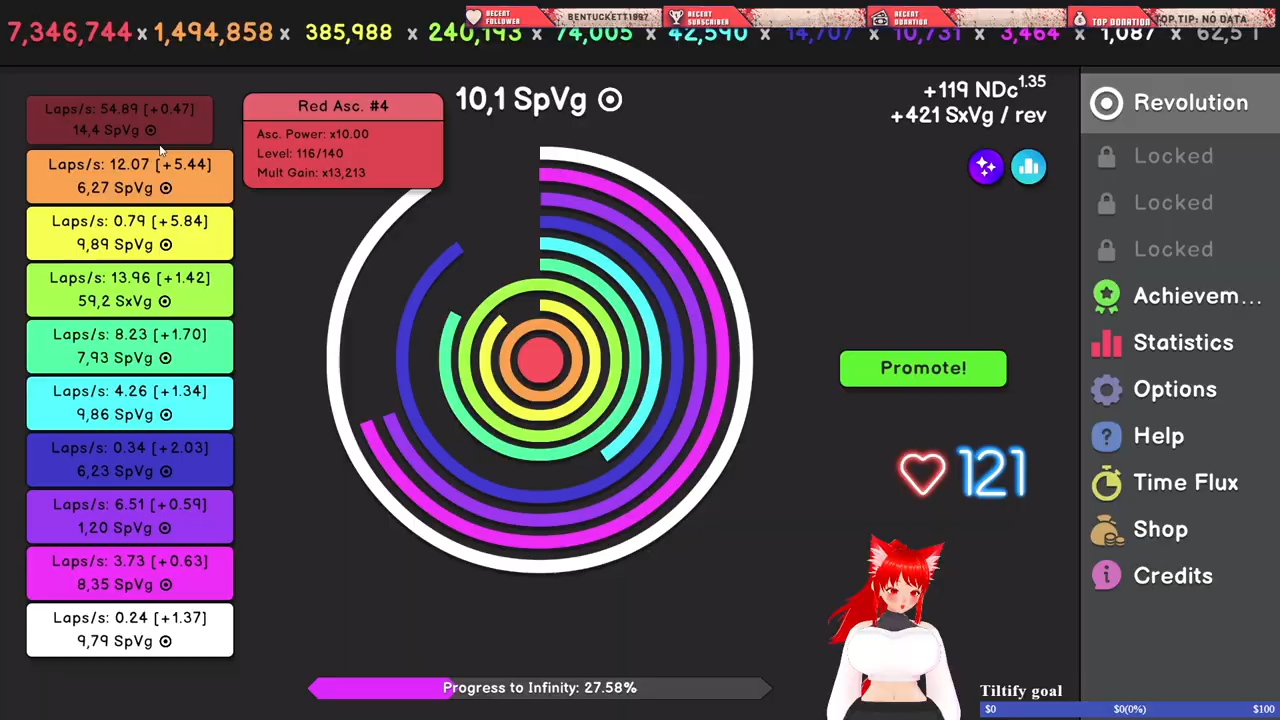 RECENT FOLLOWER
BENTUCKETT1997
RECENT SUBSCRIBER
RECENT DONATION
TOP DONATION
TOP TIP: NO DATA
7,346,744 x 1,494,858 x 385,988 x 240,193 x 74,005 x 42,590 x 14,707 x 10,731 x 3,464 x 1,087 x
10,1 SpVg
+119 NDc1.35
+421 SxVg / rev
Laps/s: 54.89 [+0.47]
14,4 SpVg
Laps/s: 12.07 [+5.44]
6,27 SpVg
Laps/s: 0.79 [+5.84]
9,89 SpVg
Laps/s: 13.96 [+1.42]
59,2 SxVg
Laps/s: 8.23 [+1.70]
7,93 SpVg
Laps/s: 4.26 [+1.34]
9,86 SpVg
Laps/s: 0.34 [+2.03]
6,23 SpVg
Laps/s: 6.51 [+0.59]
1,20 SpVg
Laps/s: 3.73 [+0.63]
8,35 SpVg
Laps/s: 0.24 [+1.37]
9,79 SpVg
Red Asc. #4
Asc. Power: x10.00
Level: 116/140
Mult Gain: x13,213
Promote!
121
Progress to Infinity: 27.58%
Revolution
Locked
Locked
Locked
Achievem...
Statistics
Options
Help
Time Flux
Shop
Credits
Tiltify goal
$0
$0(0%)
$100